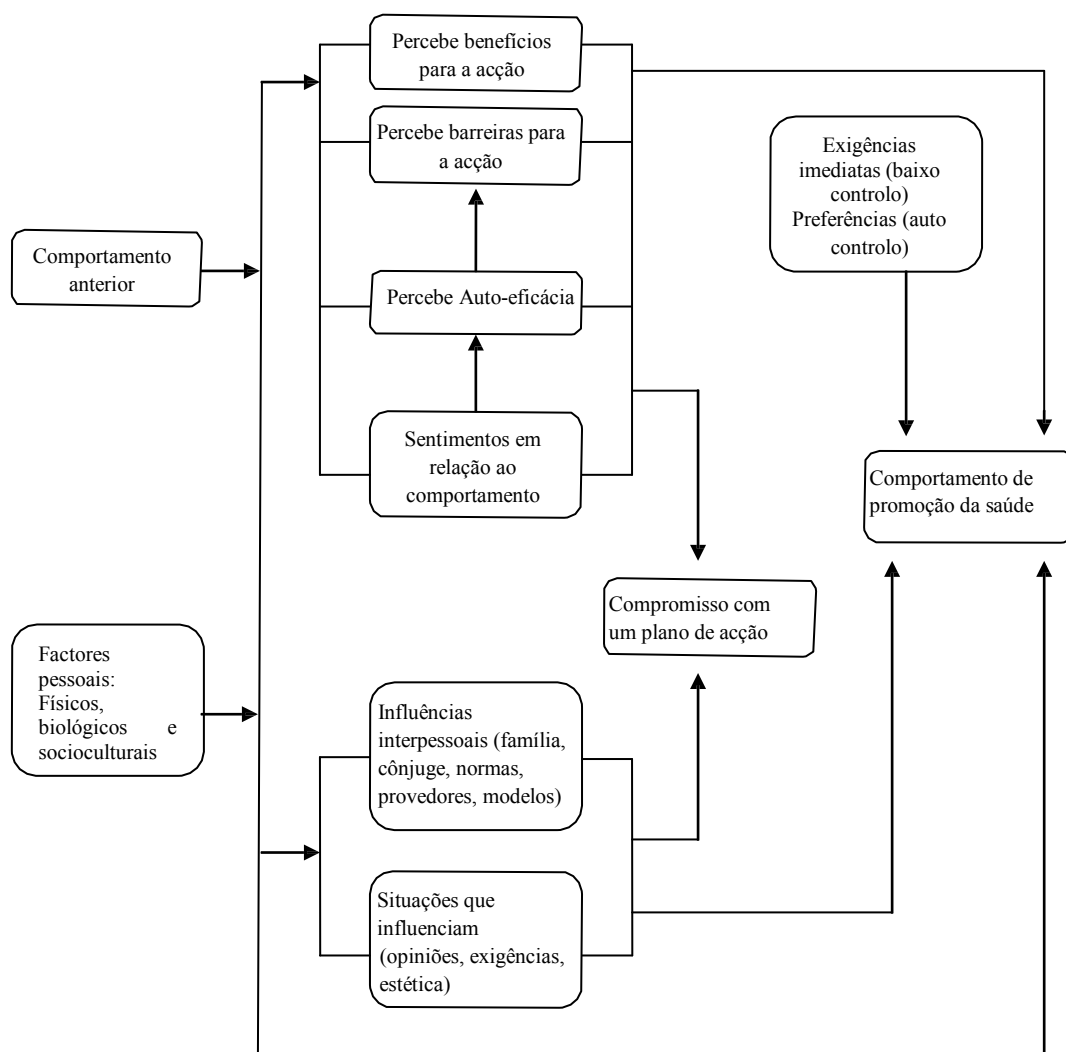 Percebe benefícios
para a acção
Percebe barreiras para
a acção
Exigências
imediatas (baixo
controlo)
Preferências (auto
controlo)
Comportamento
anterior
Percebe Auto-eficácia
Sentimentos em
relação ao
comportamento
Comportamento de
promoção da saúde
Compromisso com
um plano de acção
Factores
pessoais:
Físicos,
biológicos e
socioculturais
Influências
interpessoais (família,
cônjuge, normas,
provedores, modelos)
Situações que
influenciam
(opiniões, exigências,
estética)